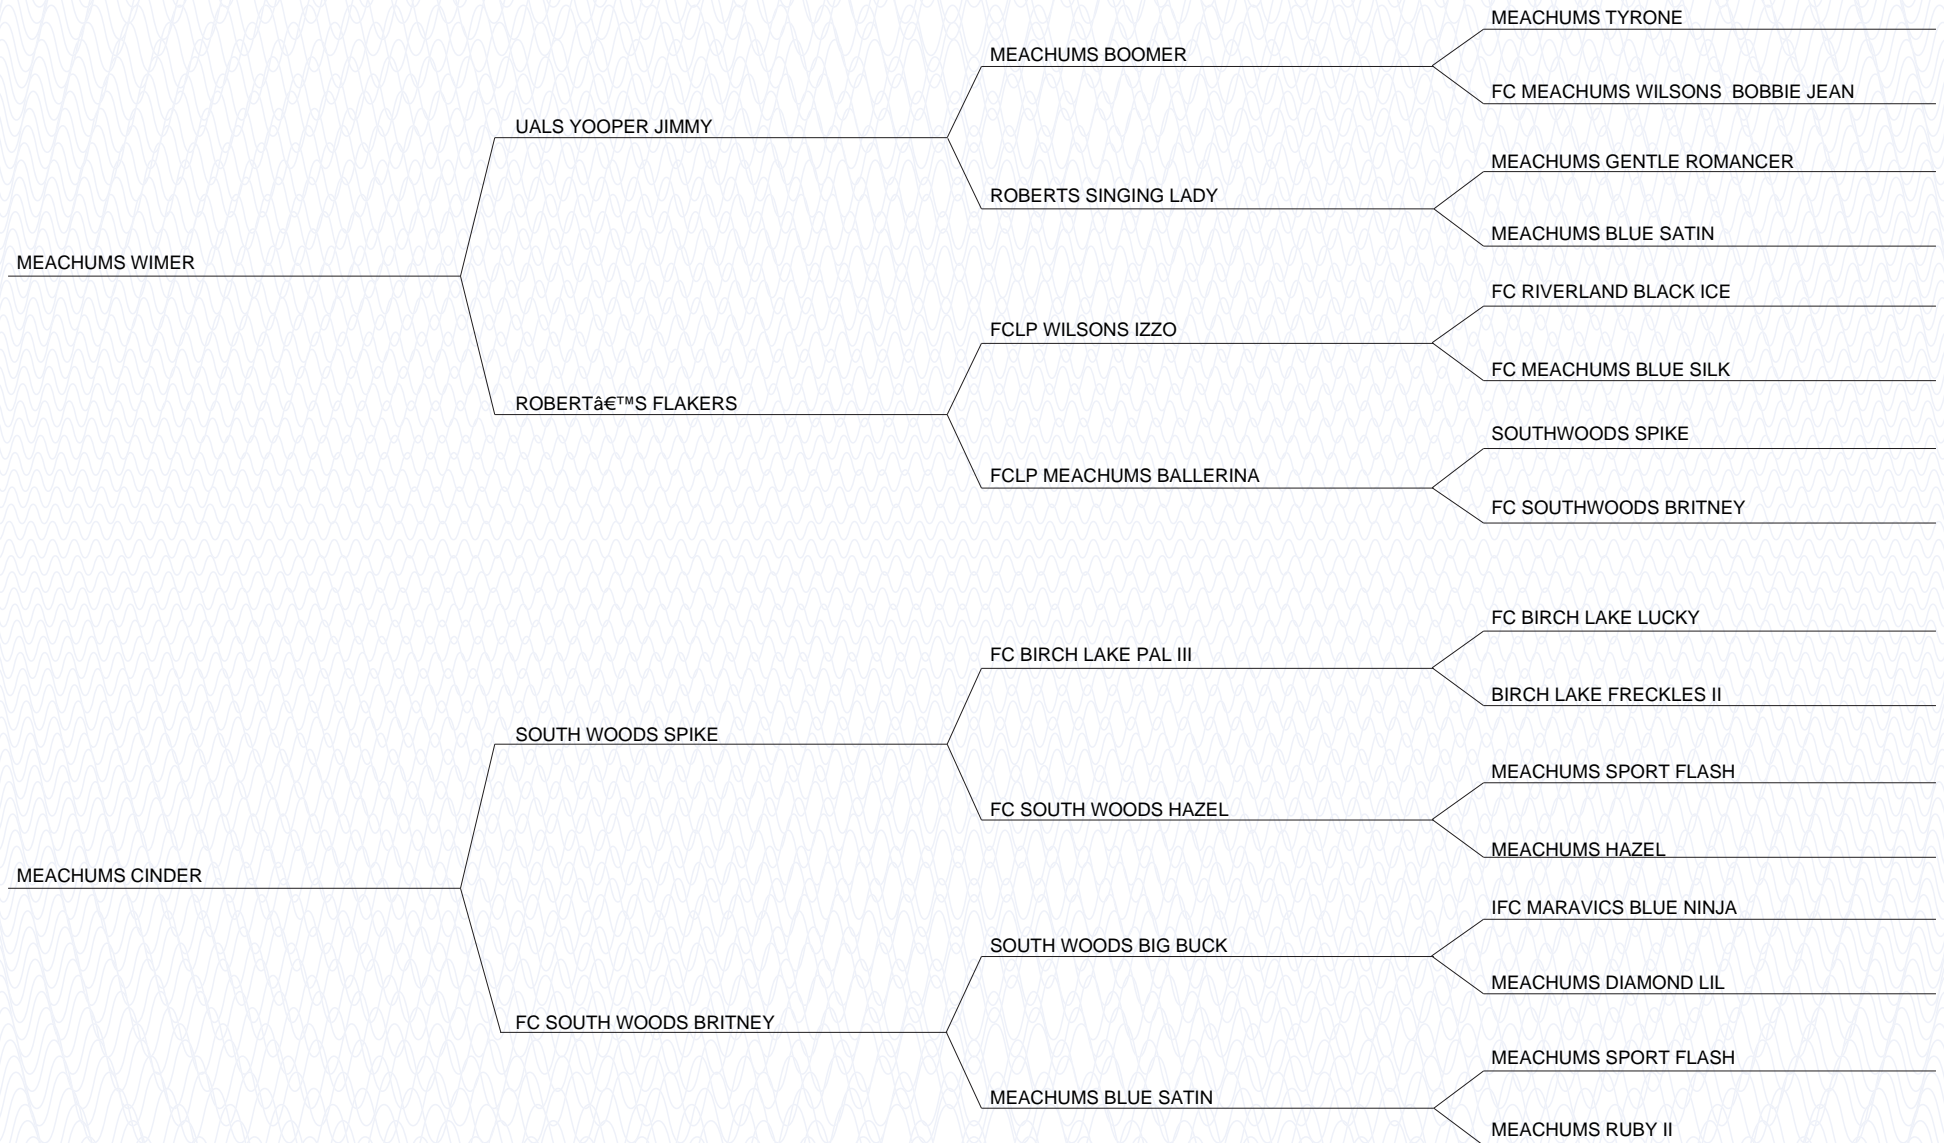 MEACHUMS TYRONE
MEACHUMS BOOMER
FC MEACHUMS WILSONS  BOBBIE JEAN
UALS YOOPER JIMMY
MEACHUMS GENTLE ROMANCER
ROBERTS SINGING LADY
MEACHUMS BLUE SATIN
MEACHUMS WIMER
FC RIVERLAND BLACK ICE
FCLP WILSONS IZZO
FC MEACHUMS BLUE SILK
ROBERTâ€™S FLAKERS
SOUTHWOODS SPIKE
FCLP MEACHUMS BALLERINA
FC SOUTHWOODS BRITNEY
FC BIRCH LAKE LUCKY
FC BIRCH LAKE PAL III
BIRCH LAKE FRECKLES II
SOUTH WOODS SPIKE
MEACHUMS SPORT FLASH
FC SOUTH WOODS HAZEL
MEACHUMS HAZEL
MEACHUMS CINDER
IFC MARAVICS BLUE NINJA
SOUTH WOODS BIG BUCK
MEACHUMS DIAMOND LIL
FC SOUTH WOODS BRITNEY
MEACHUMS SPORT FLASH
MEACHUMS BLUE SATIN
MEACHUMS RUBY II